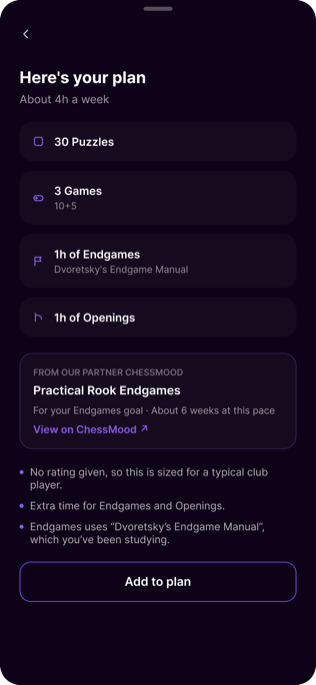 Here's your plan
About 4h a week
30 Puzzles
3 Games
10+5
1h of Endgames
Dvoretsky's Endgame Manual
1h of Openings
FROM OUR PARTNER CHESSMOOD
Practical Rook Endgames
For your Endgames goal · About 6 weeks at this pace
View on ChessMood ↗
• No rating given, so this is sized for a typical club
player.
• Extra time for Endgames and Openings.
• Endgames uses “Dvoretsky’s Endgame Manual”,
which you’ve been studying.
Add to plan